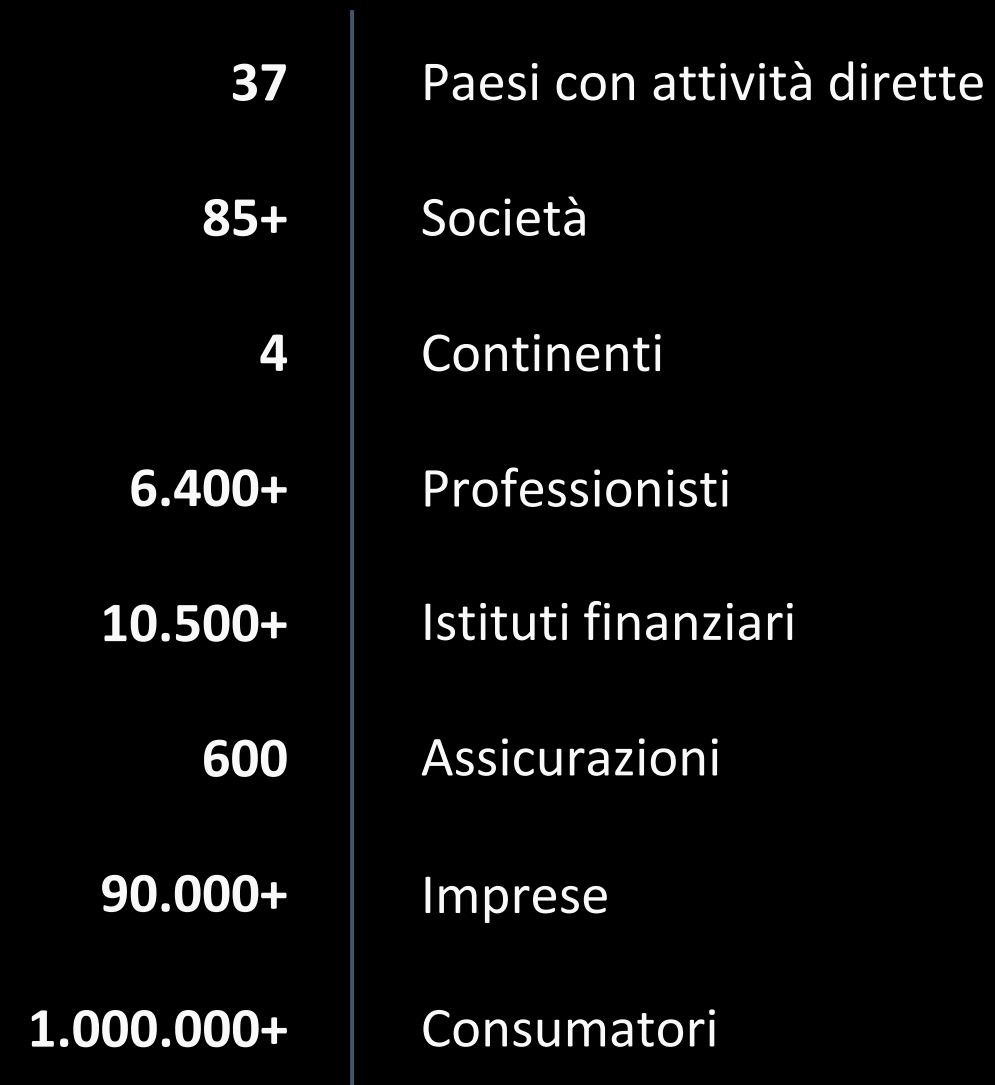 37 Paesi con attività dirette
85+ Società
4 Continenti
6.400+ Professionisti
10.500+ Istituti finanziari
600 Assicurazioni
90.000+ Imprese
1.000.000+ Consumatori